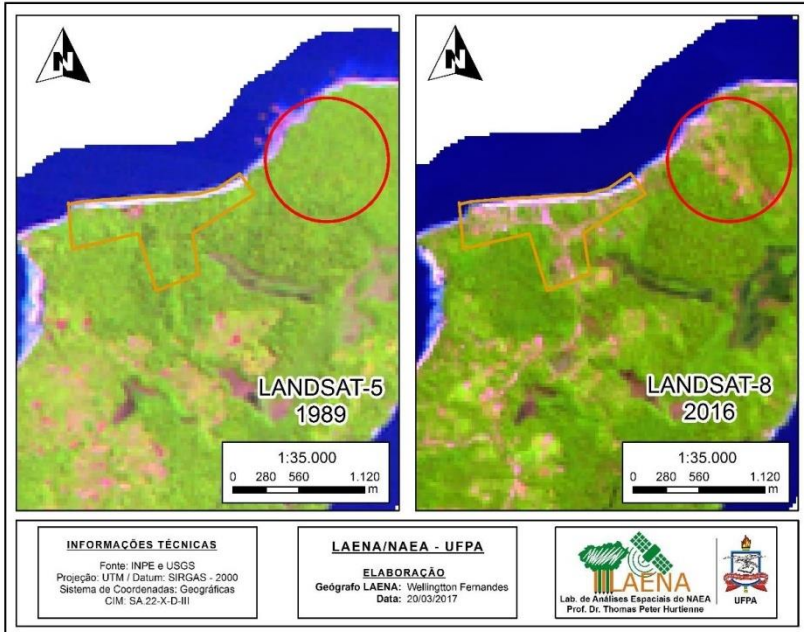 N
LANDSAT-5
1989
1:35.000
0 280 560 1.120
m
N
LANDSAT-8
2016
1:35.000
0 280 560 1.120
m
INFORMAÇÕES TÉCNICAS
Fonte: INPE e USGS
Projeção: UTM / Datum: SIRGAS - 2000
Sistema de Coordenadas: Geográficas
CIM: SA.22-X-D-III
LAENA/NAEA - UFPA
ELABORAÇÃO
Geógrafo LAENA: Wellingtton Fernandes
Data: 20/03/2017
LAENA
Lab. de Análises Espaciais do NAEA
Prof. Dr. Thomas Peter Hurtienne
UFPA